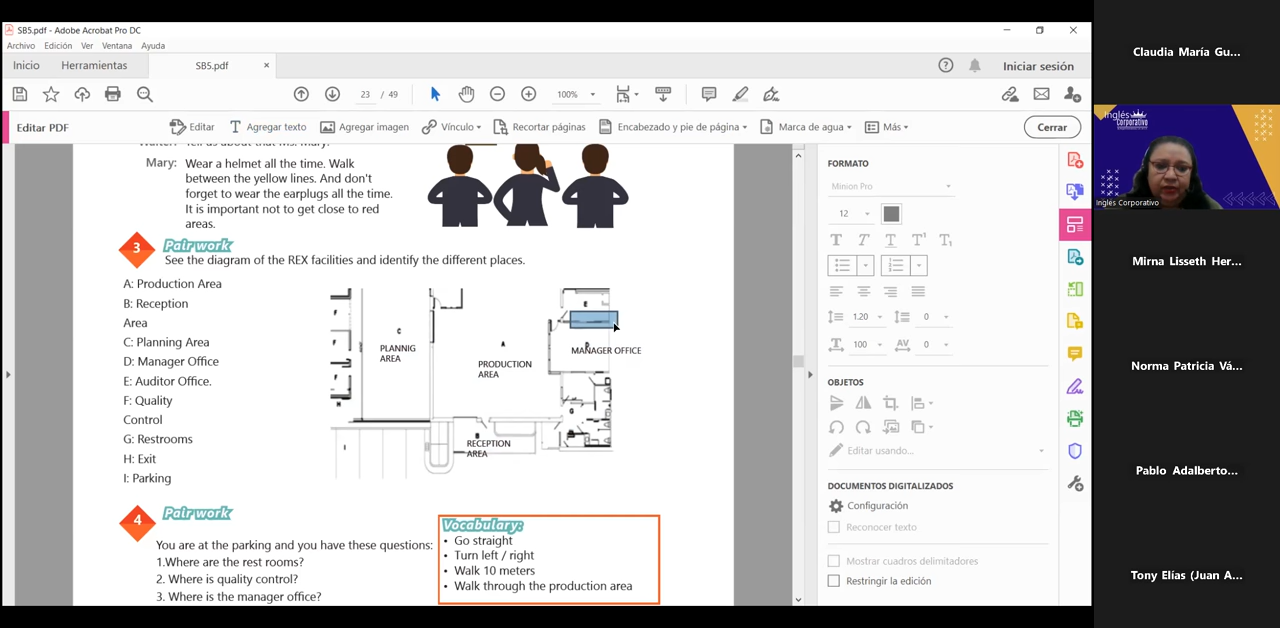 SB5.pdf - Adobe Acrobat Pro DC
Archivo Edición Ver Ventana Ayuda
Inicio Herramientas SB5.pdf × Iniciar sesión
23 / 49 100%
Editar PDF Editar Agregar texto Agregar imagen Vínculo Recortar páginas Encabezado y pie de página Marca de agua Más Cerrar
Mary: Wear a helmet all the time. Walk
between the yellow lines. And don't
forget to wear the earplugs all the time.
It is important not to get close to red
areas.
3 Pair work
See the diagram of the REX facilities and identify the different places.
A: Production Area
B: Reception
Area
C: Planning Area
D: Manager Office
E: Auditor Office.
F: Quality
Control
G: Restrooms
H: Exit
I: Parking
E
C
PLANNIG
AREA
A
PRODUCTION
AREA
MANAGER OFFICE
G
RECEPTION
AREA
I
4 Pair work
You are at the parking and you have these questions:
1.Where are the rest rooms?
2. Where is quality control?
3. Where is the manager office?
Vocabulary:
• Go straight
• Turn left / right
• Walk 10 meters
• Walk through the production area
FORMATO
Minion Pro
12
T T T T T
1.20 0
100 AV 0
OBJETOS
Editar usando...
DOCUMENTOS DIGITALIZADOS
Configuración
Reconocer texto
Mostrar cuadros delimitadores
Restringir la edición
Claudia María Gu...
Inglés
Corporativo
Inglés Corporativo
Mirna Lisseth Her...
Norma Patricia Vá...
Pablo Adalberto...
Tony Elías (Juan A...